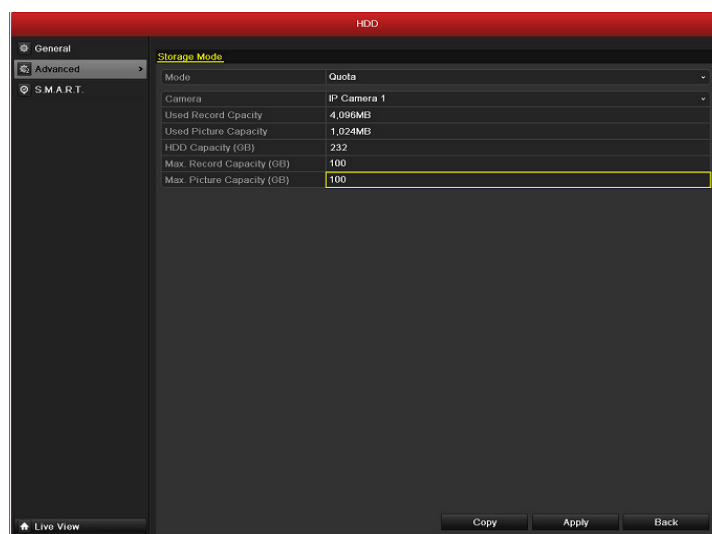 HDD
General
Advanced >
S.M.A.R.T.
Live View
Storage Mode
Mode Quota
Camera IP Camera 1
Used Record Cpacity 4,096MB
Used Picture Capacity 1,024MB
HDD Capacity (GB) 232
Max. Record Capacity (GB) 100
Max. Picture Capacity (GB) 100
Copy Apply Back